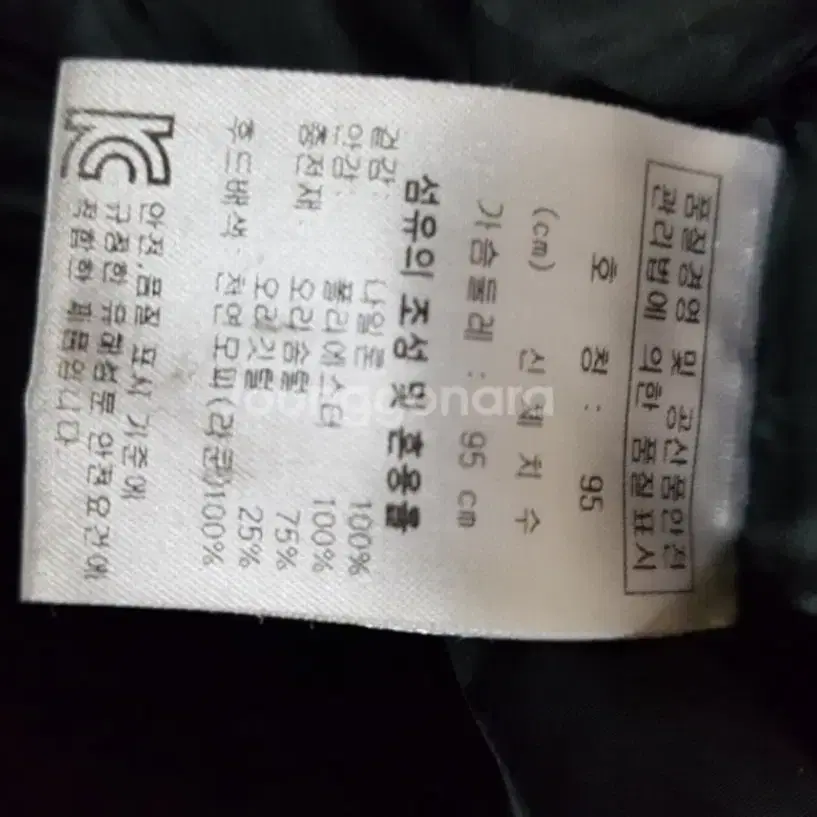 품질경영 및 공산품안전
관리법에 의한 품질표시
호 칭 : 95
(cm) 신체치수
가슴둘레 : 95 cm
섬유의 조성 및 혼용율
겉감: 나일론 100%
안감: 폴리에스터 100%
충전재: 오리솜털 75%
오리깃털 25%
후드배색: 천연모피(라쿤)100%
KC
안전.품질 표시 기준에
규정한 유해성분 안전요건에
적합한 제품입니다.
joonggonara